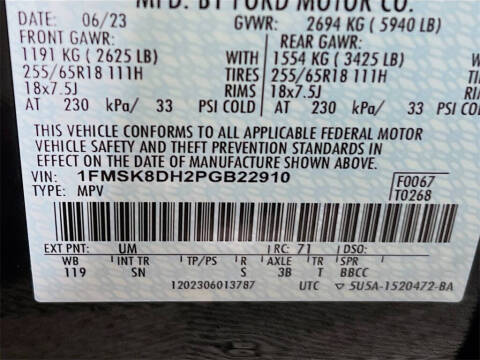 MFD. BY FORD MOTOR CO.
DATE: 06/23 GVWR: 2694 KG ( 5940 LB)
FRONT GAWR: REAR GAWR:
1191 KG ( 2625 LB) WITH 1554 KG ( 3425 LB)
255/65R18 111H TIRES 255/65R18 111H
18x7.5J RIMS 18x7.5J
AT 230 kPa/ 33 PSI COLD AT 230 kPa/ 33 PSI COLD
THIS VEHICLE CONFORMS TO ALL APPLICABLE FEDERAL MOTOR
VEHICLE SAFETY AND THEFT PREVENTION STANDARDS IN
EFFECT ON THE DATE OF MANUFACTURE SHOWN ABOVE.
VIN: 1FMSK8DH2PGB22910
TYPE: MPV
F0067
T0268
EXT PNT: UM RC: 71 DSO:
WB INT TR TP/PS R AXLE TR SPR
119 SN S 3B T BBCC
1202306013787 UTC ▽ 5U5A-1520472-BA